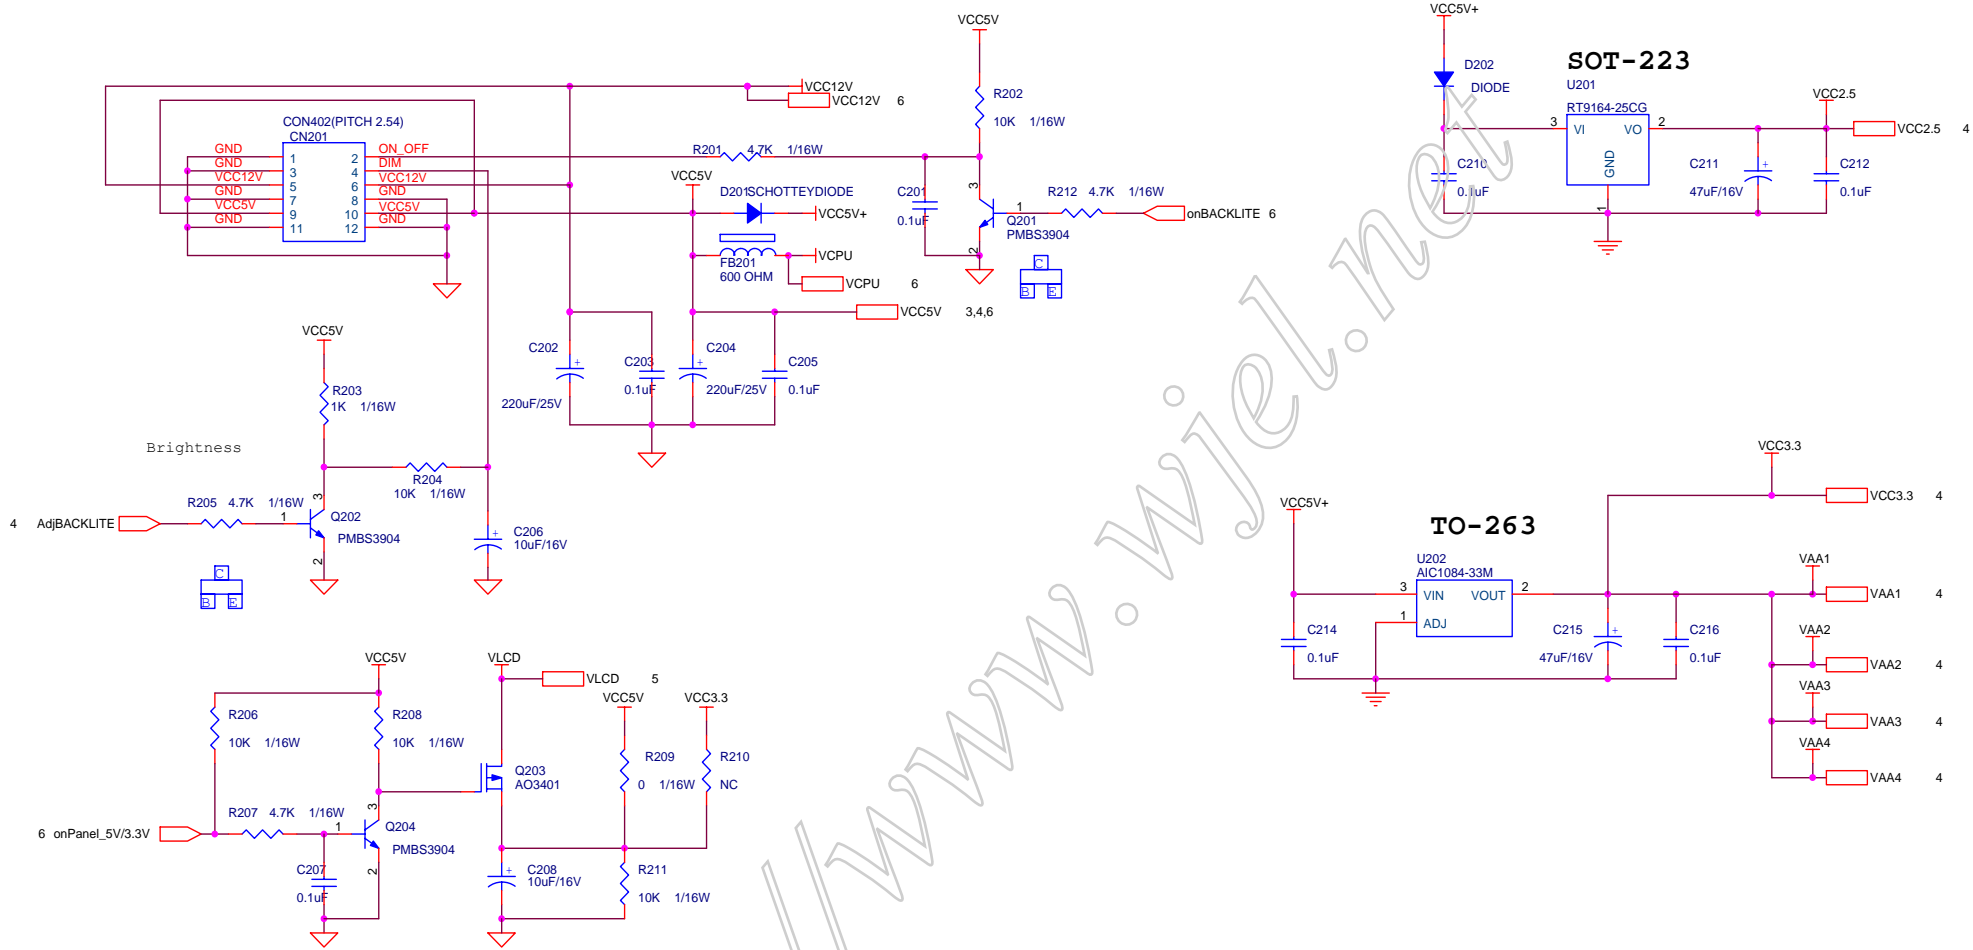 VCC5V
VCC12V
VCC12V 6
R202
10K 1/16W
CON402(PITCH 2.54)
CN201
GND 1 2 ON_OFF
GND 3 4 DIM
VCC12V 5 6 VCC12V
GND 7 8 GND
VCC5V 9 10 VCC5V
GND 11 12 GND
R201 4.7K 1/16W
VCC5V
D201 SCHOTTEYDIODE
VCC5V+
C201
0.1uF
3
1
2
Q201
PMBS3904
R212 4.7K 1/16W
onBACKLITE 6
C
B E
FB201
600 OHM
VCPU
VCPU 6
VCC5V 3,4,6
C202
220uF/25V
C203
0.1uF
C204
220uF/25V
C205
0.1uF
VCC5V+
D202
DIODE
SOT-223
U201
RT9164-25CG
3 VI VO 2
GND
1
VCC2.5
VCC2.5 4
C210
0.1uF
C211
47uF/16V
C212
0.1uF
VCC5V
R203
1K 1/16W
Brightness
R204
10K 1/16W
4 AdjBACKLITE
R205 4.7K 1/16W
1
3
2
Q202
PMBS3904
C206
10uF/16V
C
B E
VCC3.3
VCC3.3 4
VCC5V+
TO-263
U202
AIC1084-33M
3 VIN VOUT 2
1 ADJ
C214
0.1uF
C215
47uF/16V
C216
0.1uF
VAA1
VAA1 4
VAA2
VAA2 4
VAA3
VAA3 4
VAA4
VAA4 4
VCC5V
VLCD
VLCD 5
VCC5V
VCC3.3
R206
10K 1/16W
R208
10K 1/16W
Q203
AO3401
R209
0 1/16W
R210
NC
6 onPanel_5V/3.3V
R207 4.7K 1/16W
1
3
2
Q204
PMBS3904
C207
0.1uF
C208
10uF/16V
R211
10K 1/16W
//www.wjel.net